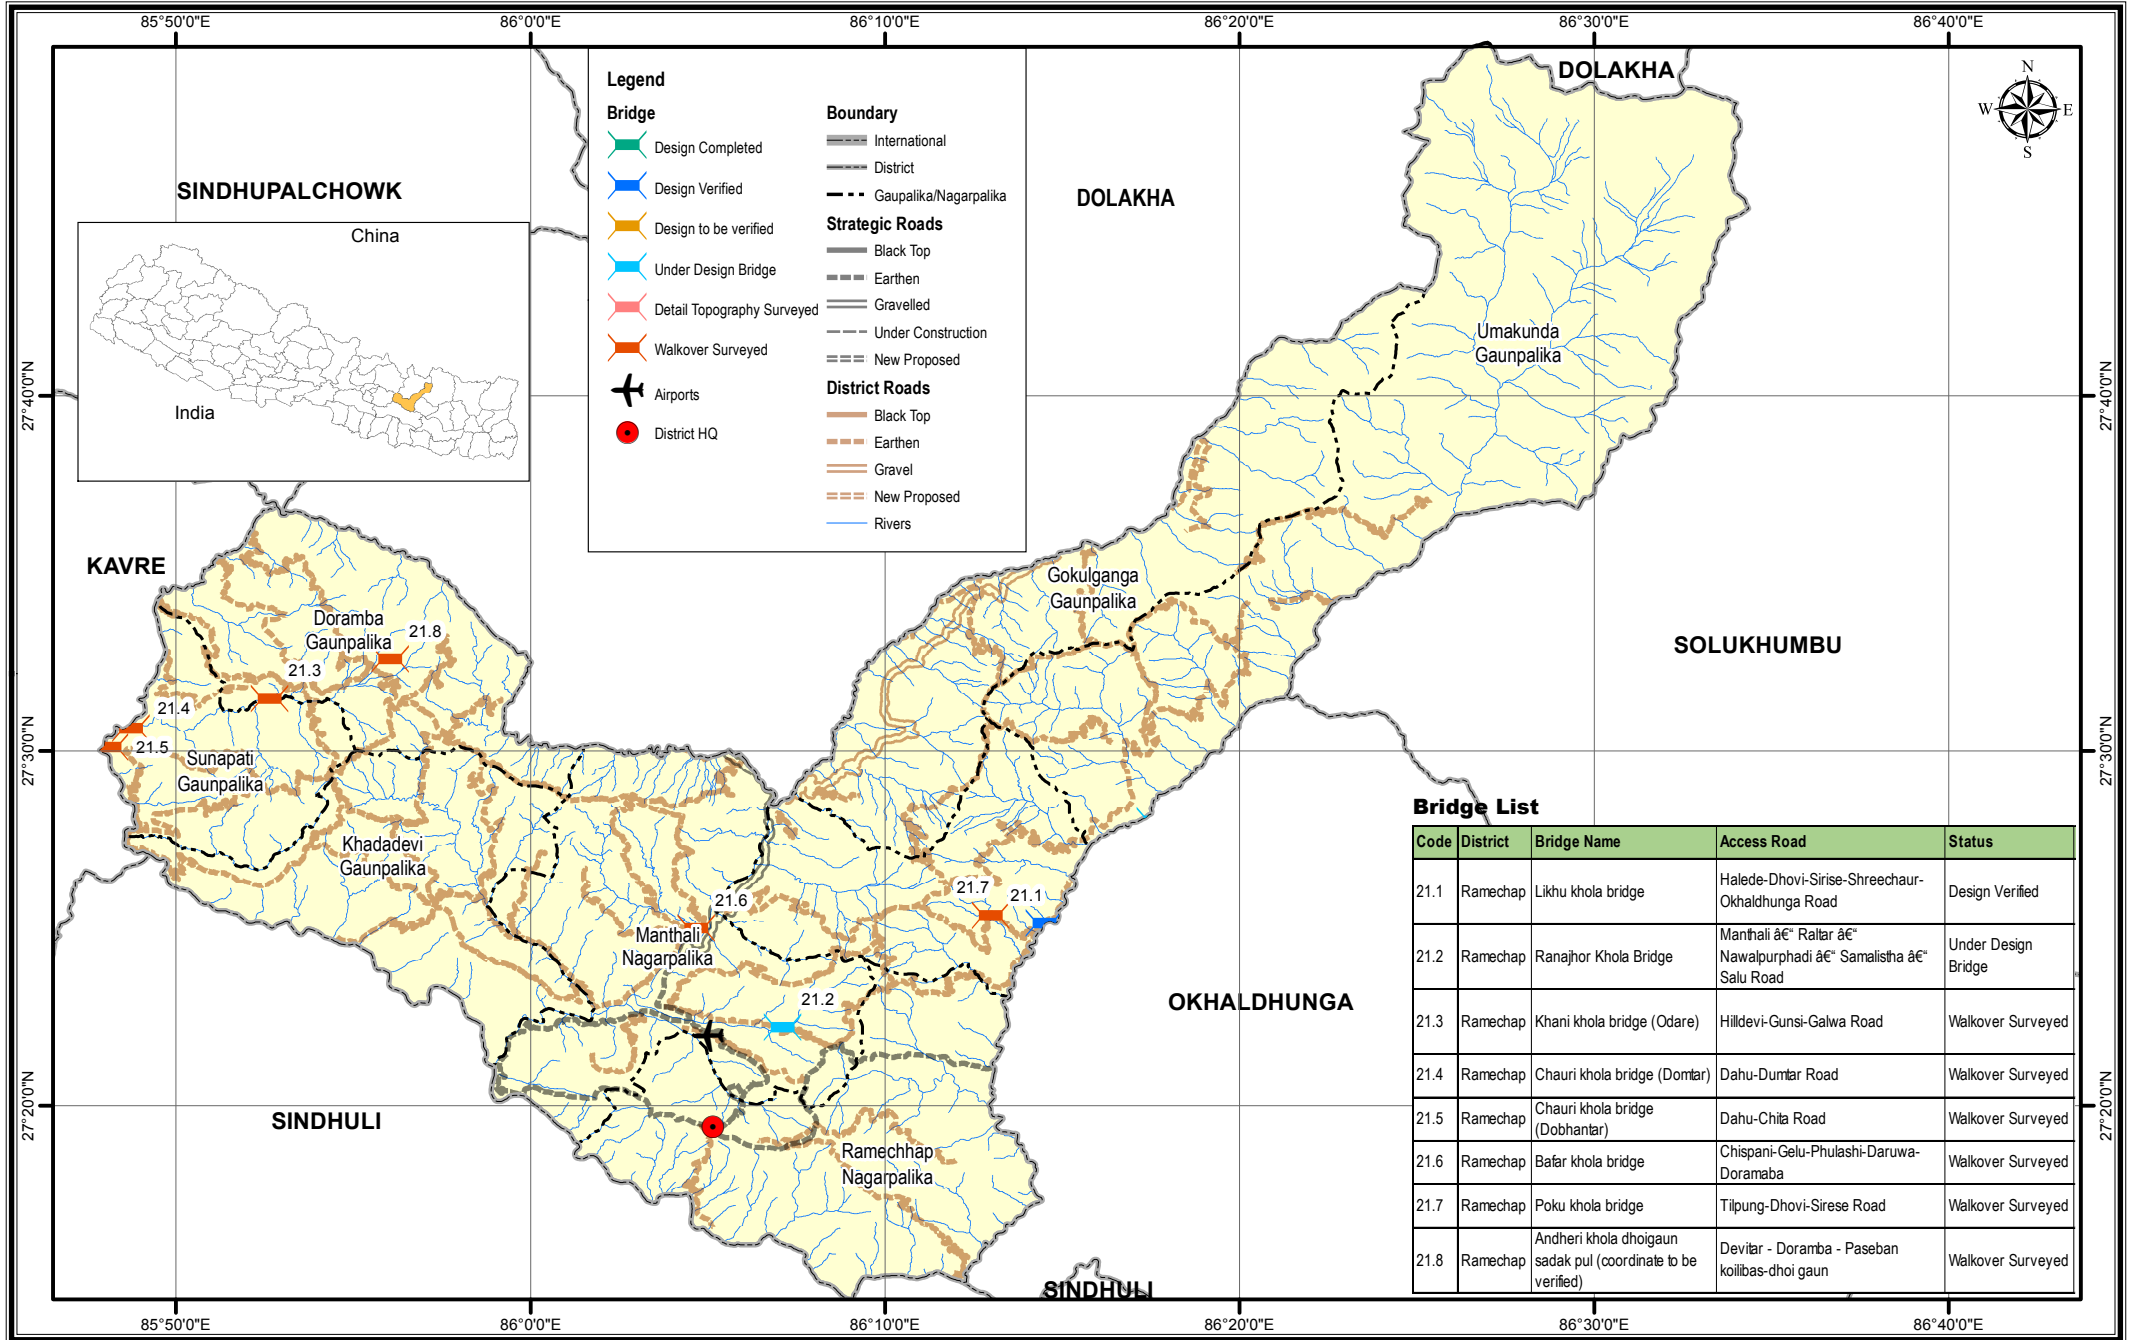 85°50'0"E
86°0'0"E
86°10'0"E
86°20'0"E
86°30'0"E
86°40'0"E
Legend
Bridge
Design Completed
Design Verified
Design to be verified
Under Design Bridge
Detail Topography Surveyed
Walkover Surveyed
Airports
District HQ
Boundary
International
District
Gaupalika/Nagarpalika
Strategic Roads
Black Top
Earthen
Gravelled
Under Construction
New Proposed
District Roads
Black Top
Earthen
Gravel
New Proposed
Rivers
DOLAKHA
N
W
E
S
SINDHUPALCHOWK
DOLAKHA
China
India
Umakunda
Gaunpalika
27°40'0"N
27°40'0"N
KAVRE
Gokulganga
Gaunpalika
Doramba
Gaunpalika
21.8
21.3
SOLUKHUMBU
21.4
21.5
Sunapati
Gaunpalika
27°30'0"N
27°30'0"N
Khadadevi
Gaunpalika
21.7
21.1
21.6
Manthali
Nagarpalika
21.2
OKHALDHUNGA
27°20'0"N
27°20'0"N
SINDHULI
Ramechhap
Nagarpalika
SINDHULI
Bridge List
Code District Bridge Name Access Road Status
21.1 Ramechap Likhu khola bridge Halede-Dhovi-Sirise-Shreechaur-
Okhaldhunga Road Design Verified
21.2 Ramechap Ranajhor Khola Bridge Manthali â€“ Raltar â€“
Nawalpurphadi â€“ Samalistha â€“
Salu Road Under Design
Bridge
21.3 Ramechap Khani khola bridge (Odare) Hilldevi-Gunsi-Galwa Road Walkover Surveyed
21.4 Ramechap Chauri khola bridge (Domtar) Dahu-Dumtar Road Walkover Surveyed
21.5 Ramechap Chauri khola bridge
(Dobhantar) Dahu-Chita Road Walkover Surveyed
21.6 Ramechap Bafar khola bridge Chispani-Gelu-Phulashi-Daruwa-
Doramaba Walkover Surveyed
21.7 Ramechap Poku khola bridge Tilpung-Dhovi-Sirese Road Walkover Surveyed
21.8 Ramechap Andheri khola dhoigaun
sadak pul (coordinate to be
verified) Devitar - Doramba - Paseban
koilibas-dhoi gaun Walkover Surveyed
85°50'0"E
86°0'0"E
86°10'0"E
86°20'0"E
86°30'0"E
86°40'0"E